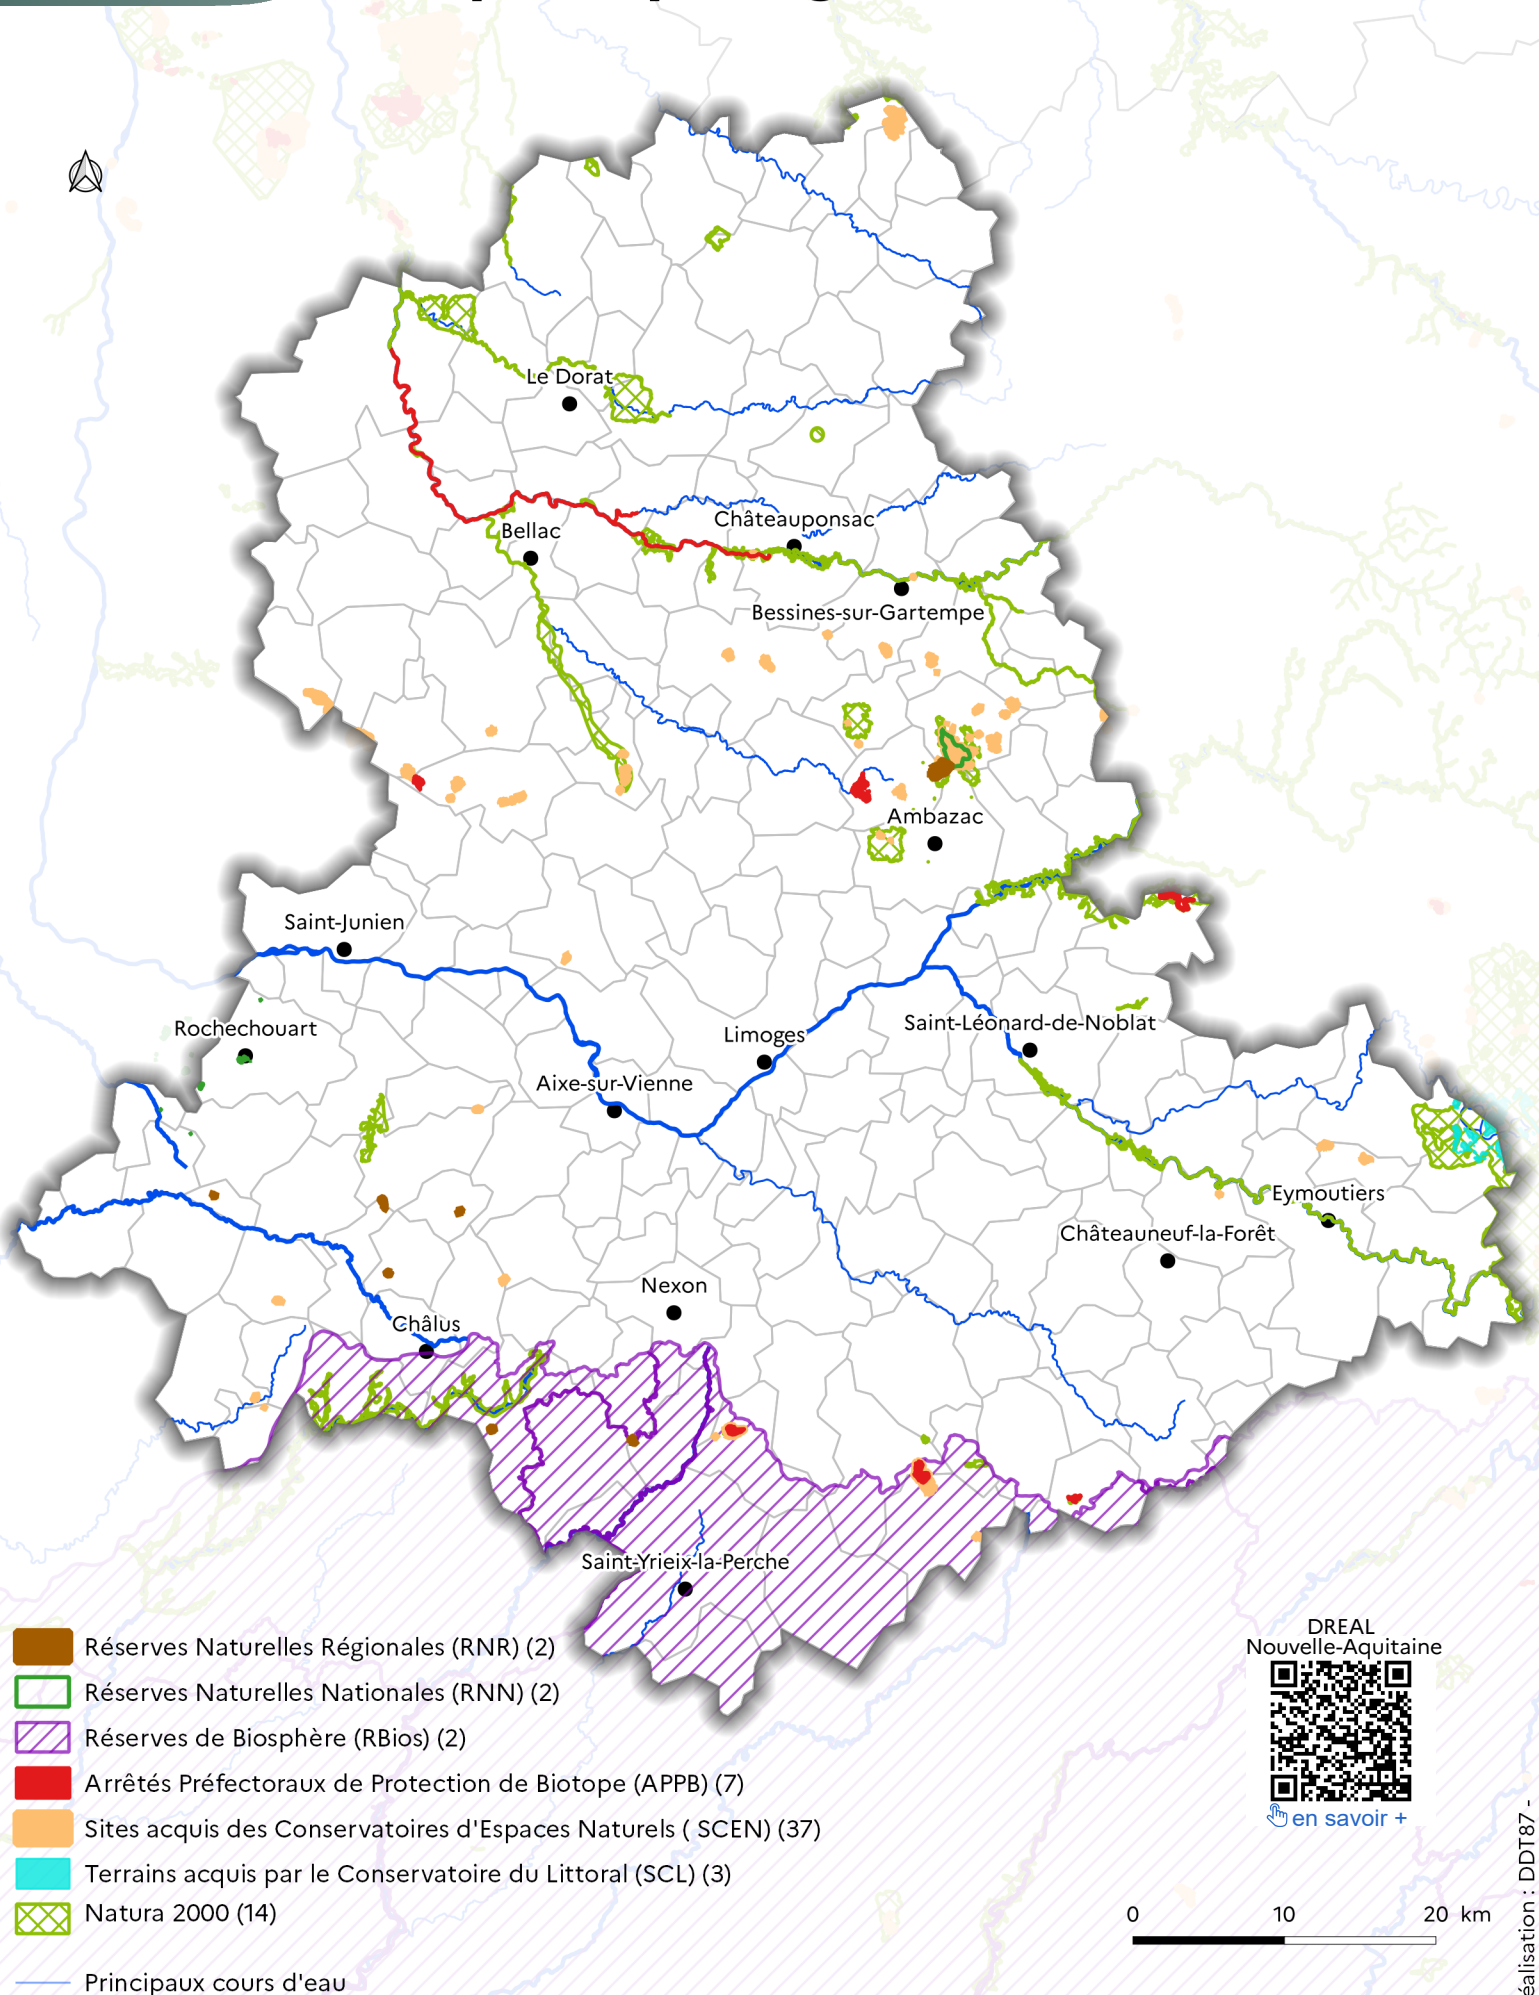 Le Dorat
Châteauponsac
Bellac
Bessines-sur-Gartempe
Ambazac
Saint-Junien
Rochechouart
Saint-Léonard-de-Noblat
Limoges
Aixe-sur-Vienne
Eymoutiers
Châteauneuf-la-Forêt
Nexon
Châlus
Saint-Yrieix-la-Perche
Réserves Naturelles Régionales (RNR) (2)
Réserves Naturelles Nationales (RNN) (2)
Réserves de Biosphère (RBios) (2)
Arrêtés Préfectoraux de Protection de Biotope (APPB) (7)
Sites acquis des Conservatoires d'Espaces Naturels ( SCEN) (37)
Terrains acquis par le Conservatoire du Littoral (SCL) (3)
Natura 2000 (14)
Principaux cours d'eau
DREAL
Nouvelle-Aquitaine
en savoir +
0 10 20 km
éalisation : DDT87 -